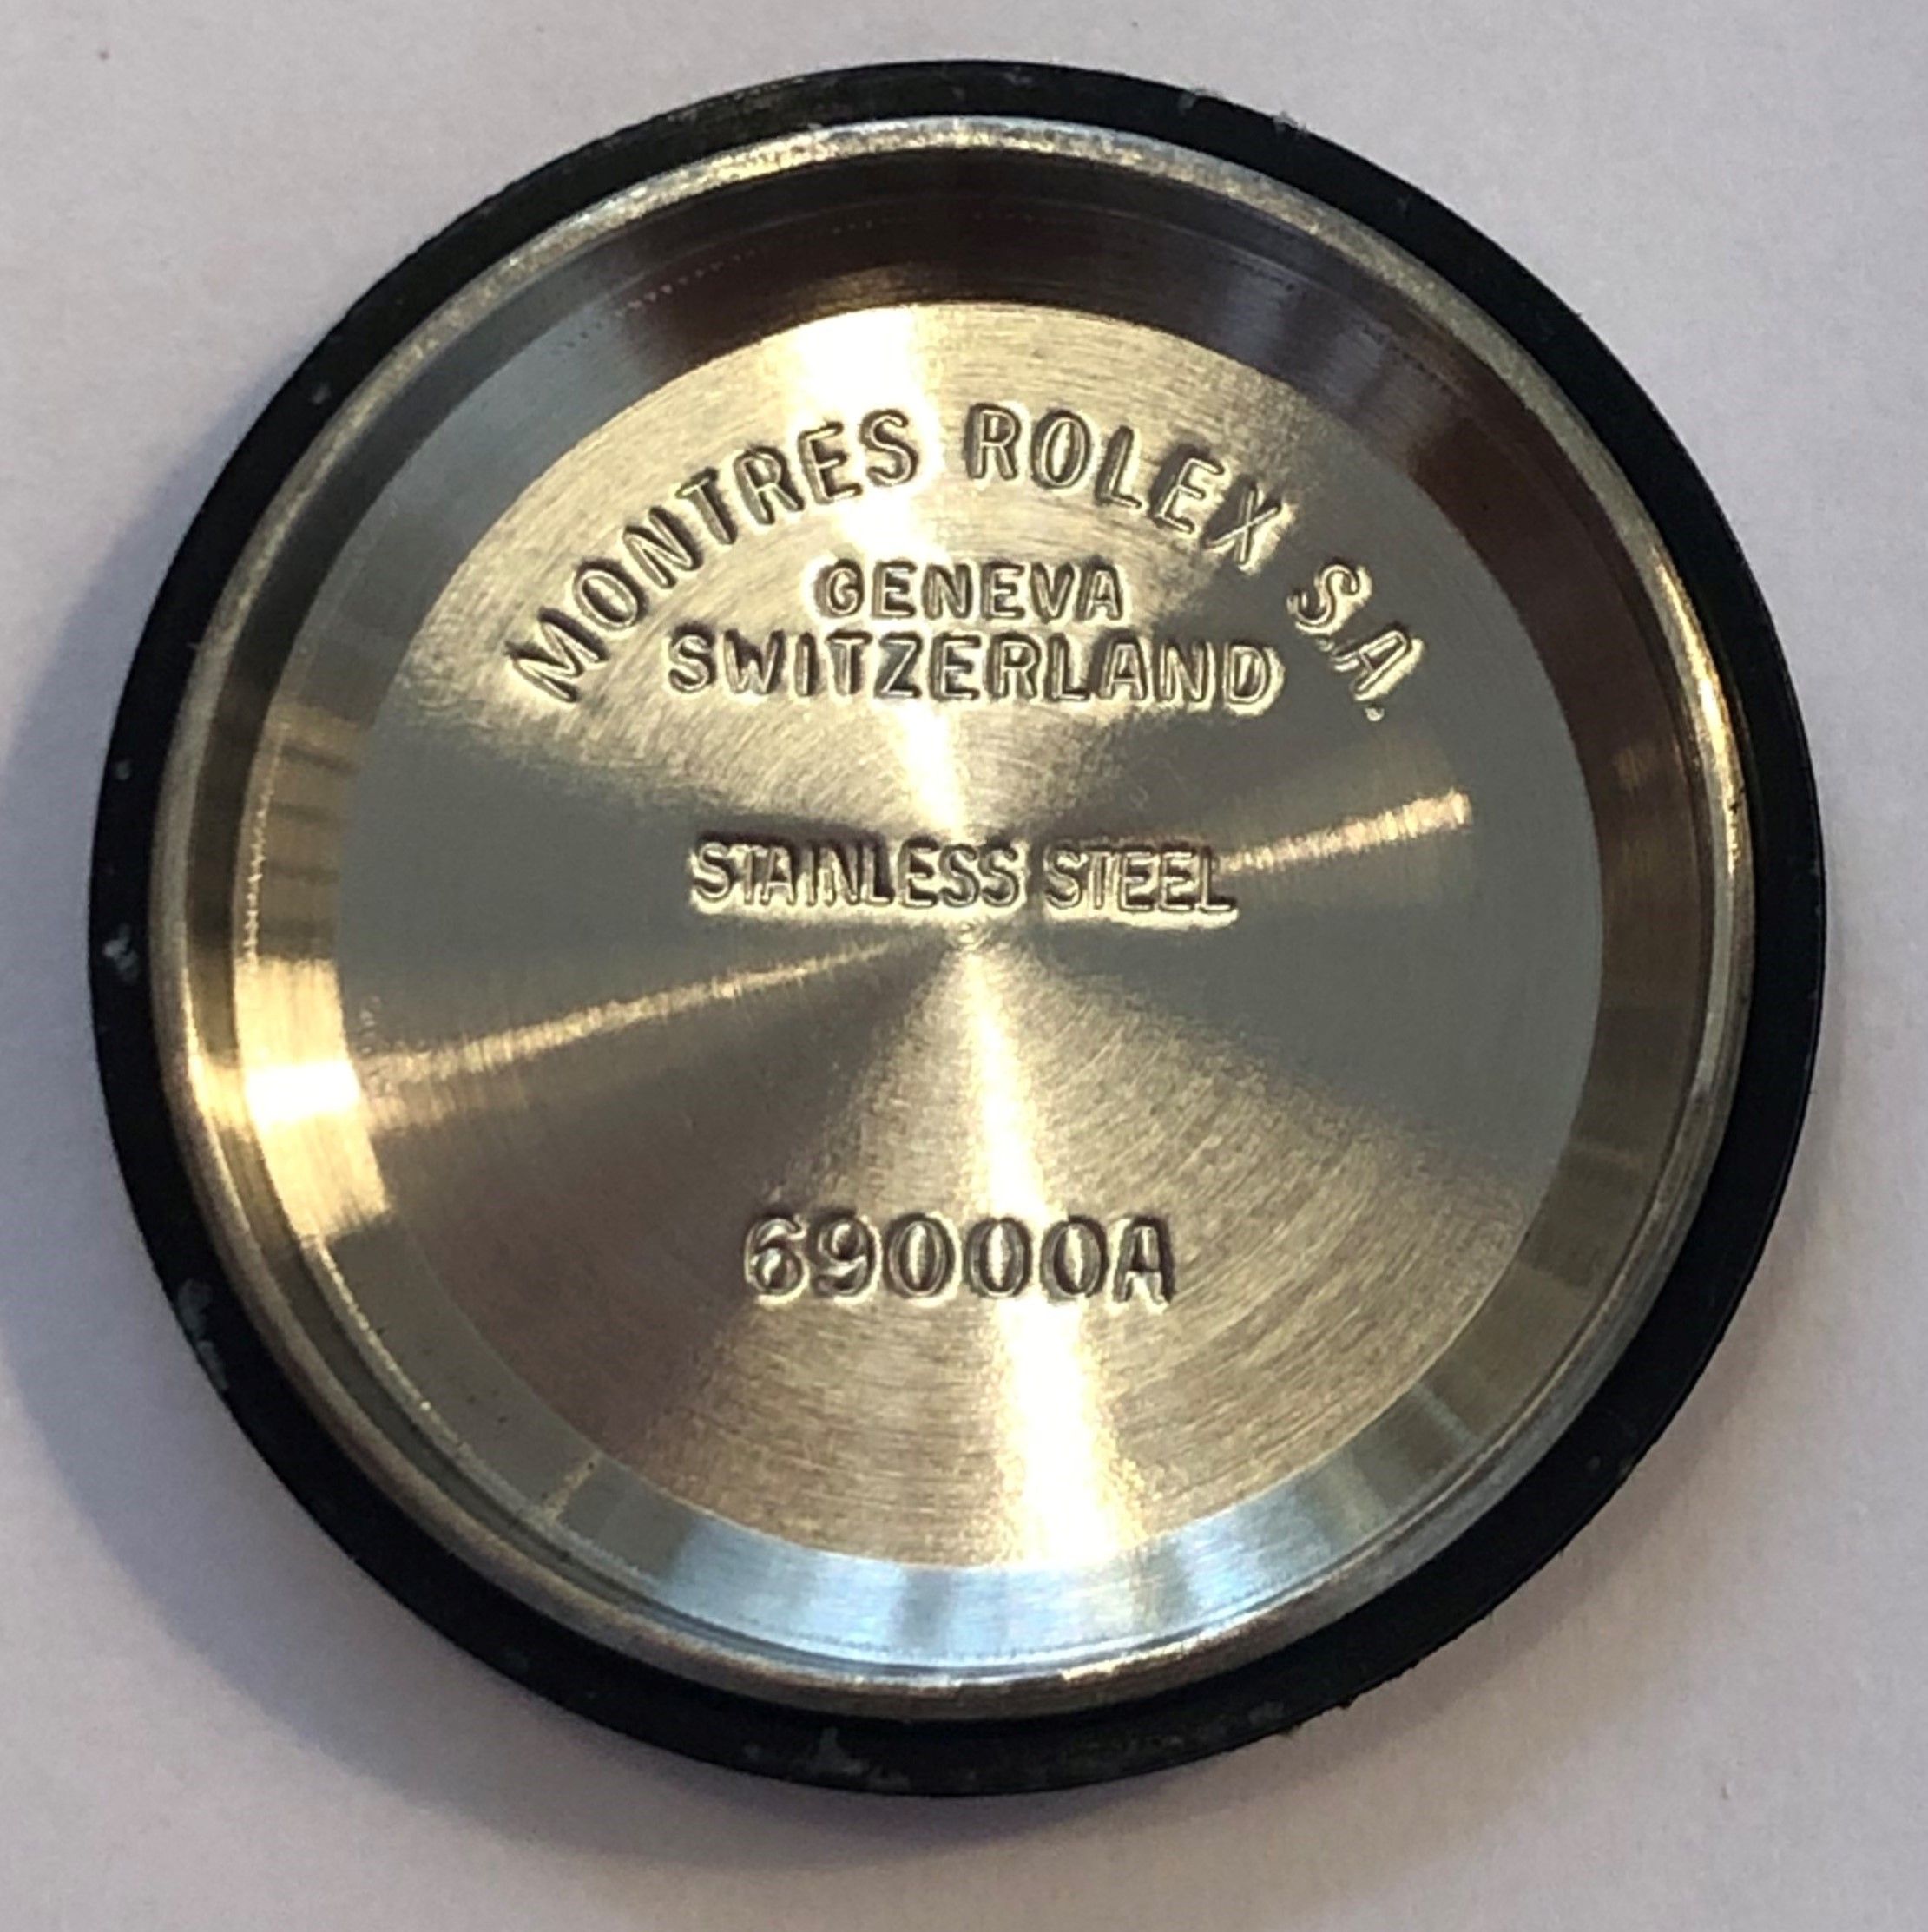 MONTRES ROLEX S.A.
GENEVA
SWITZERLAND
STAINLESS STEEL
69000A